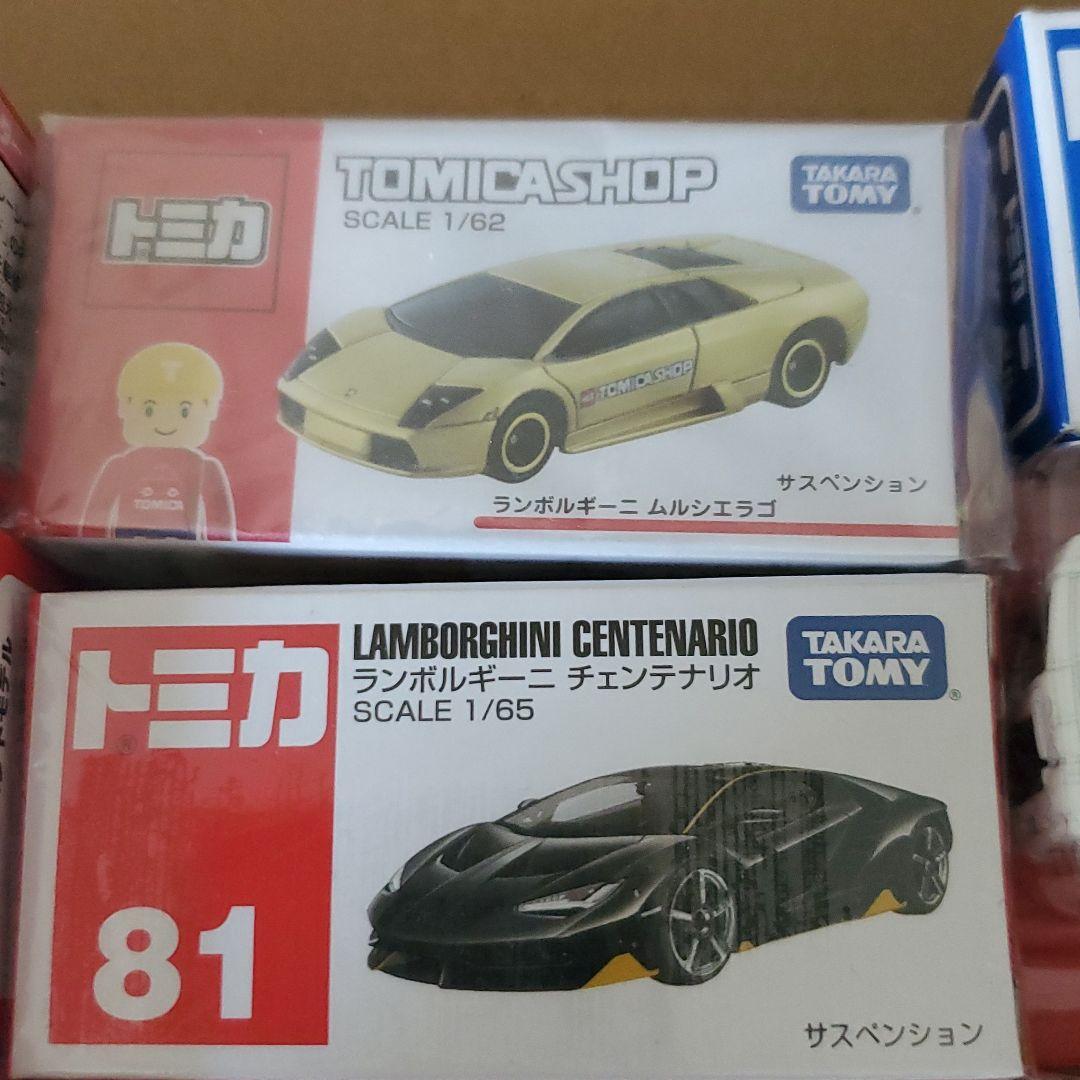 トミカ
TOMICASHOP
SCALE 1/62
TAKARA
TOMY
TOMICASHOP
TOMICA
サスペンション
ランボルギーニ ムルシエラゴ
トミカ
LAMBORGHINI CENTENARIO
ランボルギーニ チェンテナリオ
SCALE 1/65
TAKARA
TOMY
81
サスペンション
トミカ